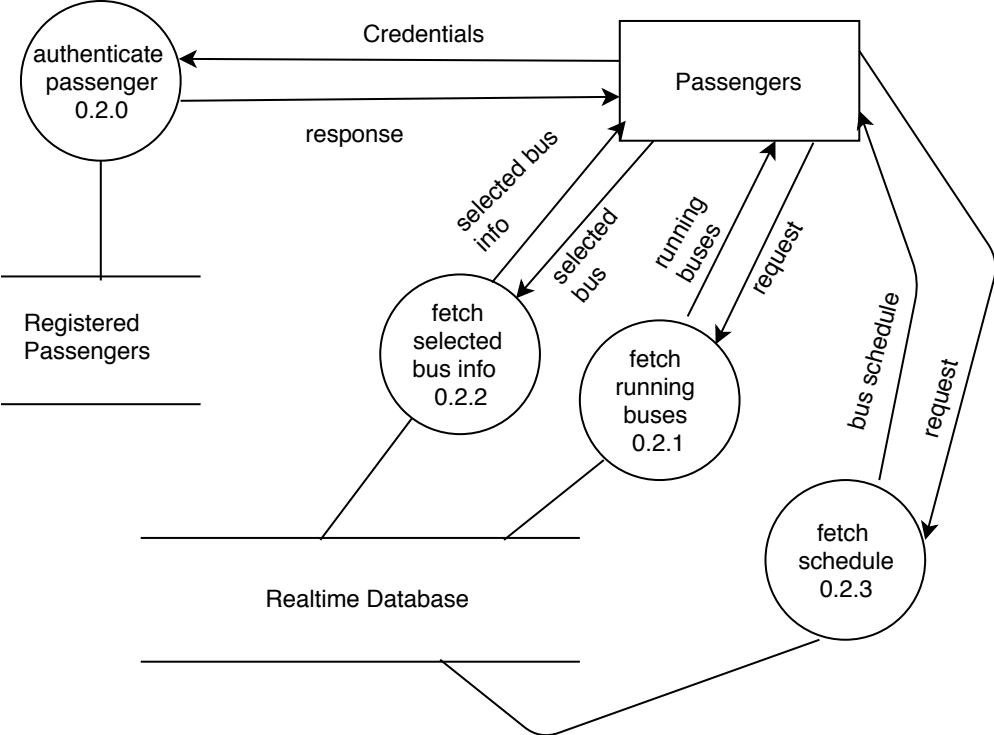 authenticate
passenger
0.2.0
Credentials
Passengers
response
selected bus
info
selected
bus
running
buses
request
Registered
Passengers
fetch
selected
bus info
0.2.2
fetch
running
buses
0.2.1
bus schedule
request
fetch
schedule
0.2.3
Realtime Database